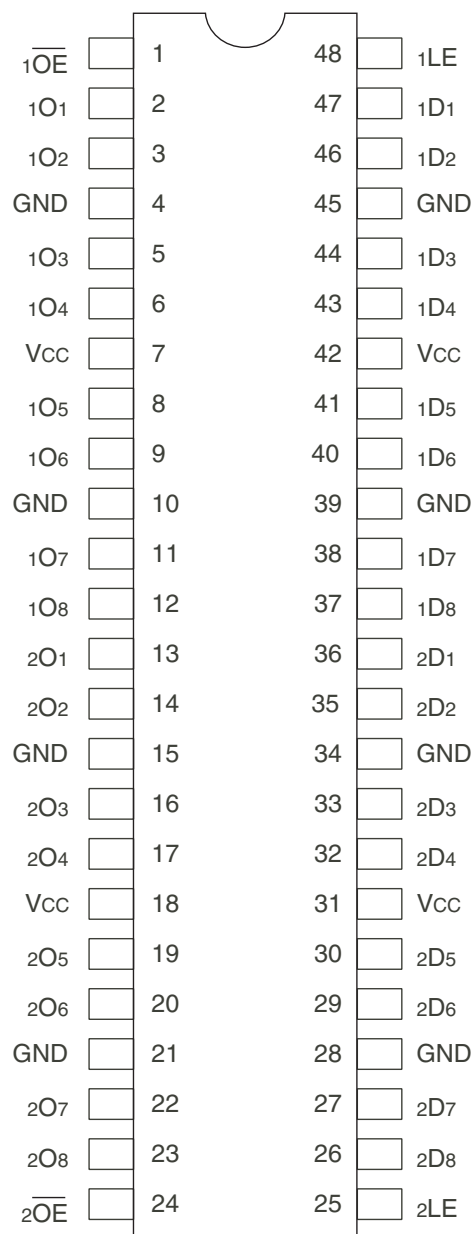 1O̅E̅ 1 48 1LE
1O1 2 47 1D1
1O2 3 46 1D2
GND 4 45 GND
1O3 5 44 1D3
1O4 6 43 1D4
VCC 7 42 VCC
1O5 8 41 1D5
1O6 9 40 1D6
GND 10 39 GND
1O7 11 38 1D7
1O8 12 37 1D8
2O1 13 36 2D1
2O2 14 35 2D2
GND 15 34 GND
2O3 16 33 2D3
2O4 17 32 2D4
VCC 18 31 VCC
2O5 19 30 2D5
2O6 20 29 2D6
GND 21 28 GND
2O7 22 27 2D7
2O8 23 26 2D8
2O̅E̅ 24 25 2LE